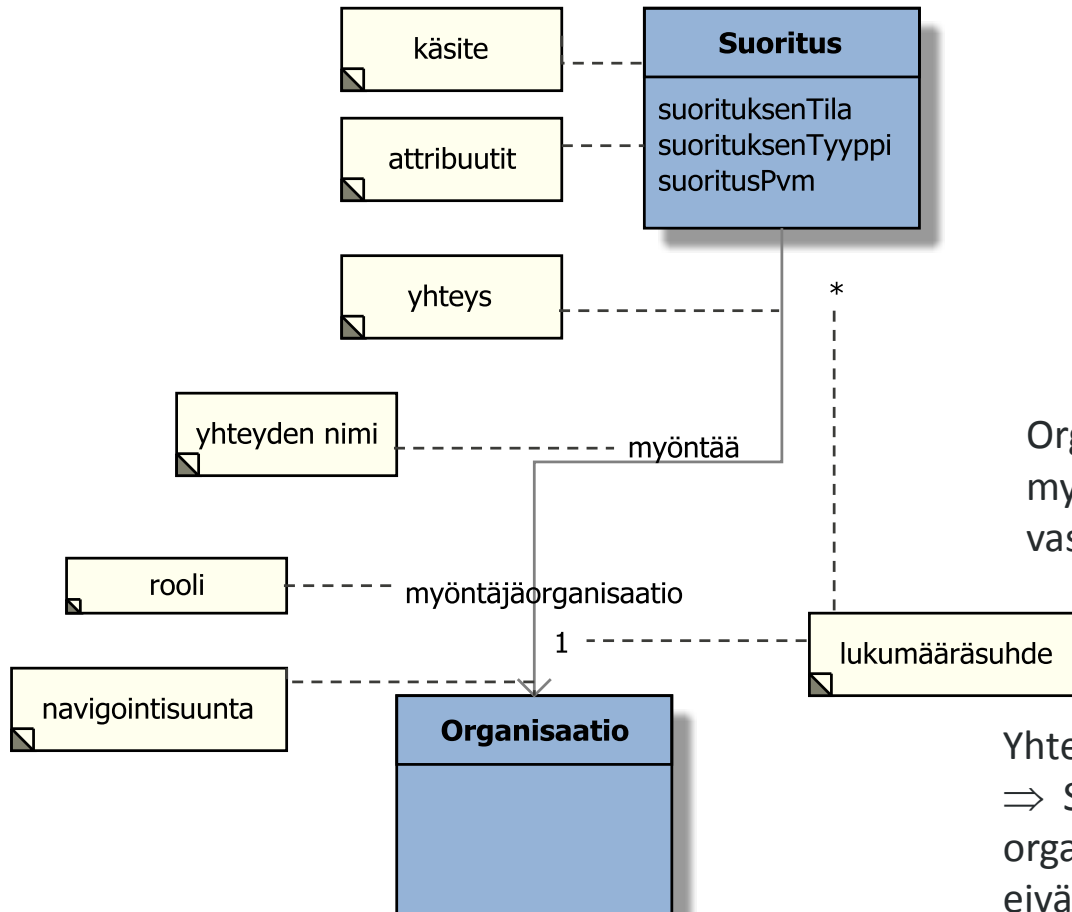 käsite
Suoritus
suorituksenTila
suorituksenTyyppi
suoritusPvm
attribuutit
yhteys
*
yhteyden nimi
myöntää
rooli
myöntäjäorganisaatio
1
lukumääräsuhde
navigointisuunta
Organisaatio
⇒